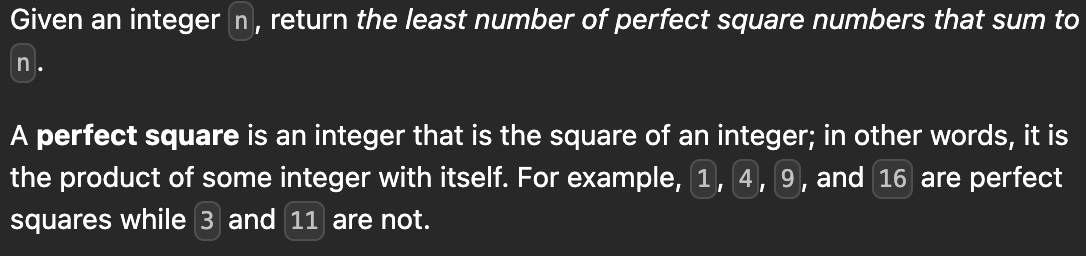 Given an integer n, return the least number of perfect square numbers that sum to
n.
A perfect square is an integer that is the square of an integer; in other words, it is
the product of some integer with itself. For example, 1, 4, 9, and 16 are perfect
squares while 3 and 11 are not.